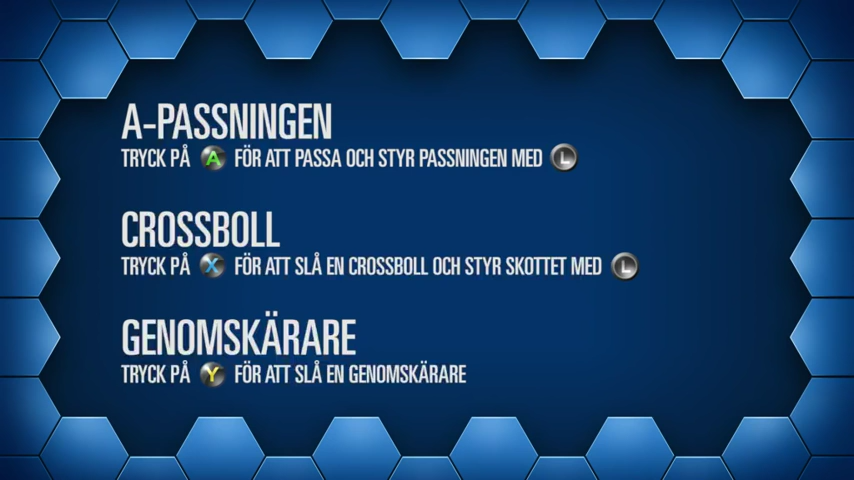 A-PASSNINGEN
TRYCK PÅ A FÖR ATT PASSA OCH STYR PASSNINGEN MED L
CROSSBOLL
TRYCK PÅ X FÖR ATT SLÅ EN CROSSBOLL OCH STYR SKOTTET MED L
GENOMSKÄRARE
TRYCK PÅ Y FÖR ATT SLÅ EN GENOMSKÄRARE